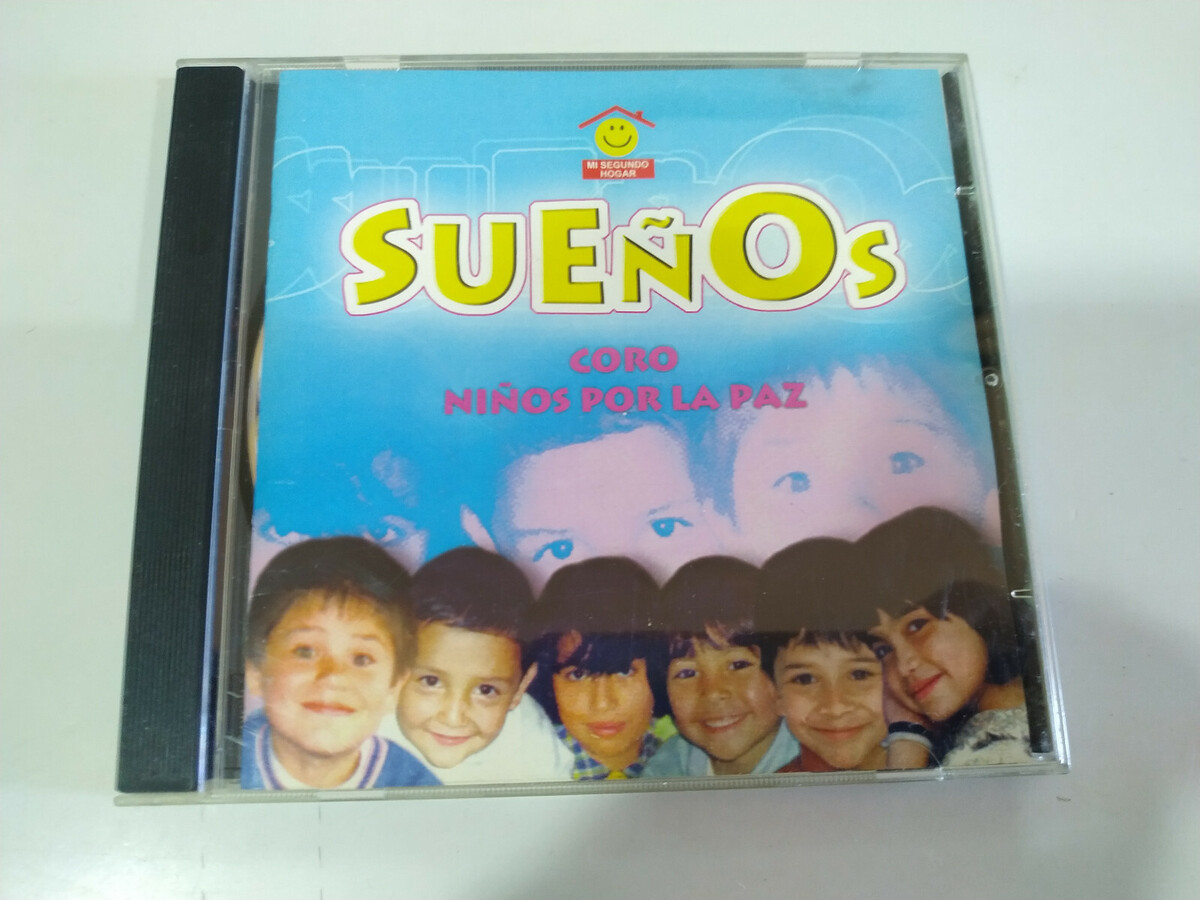 MI SEGUNDO
HOGAR
SUEÑOS
CORO
NIÑOS POR LA PAZ